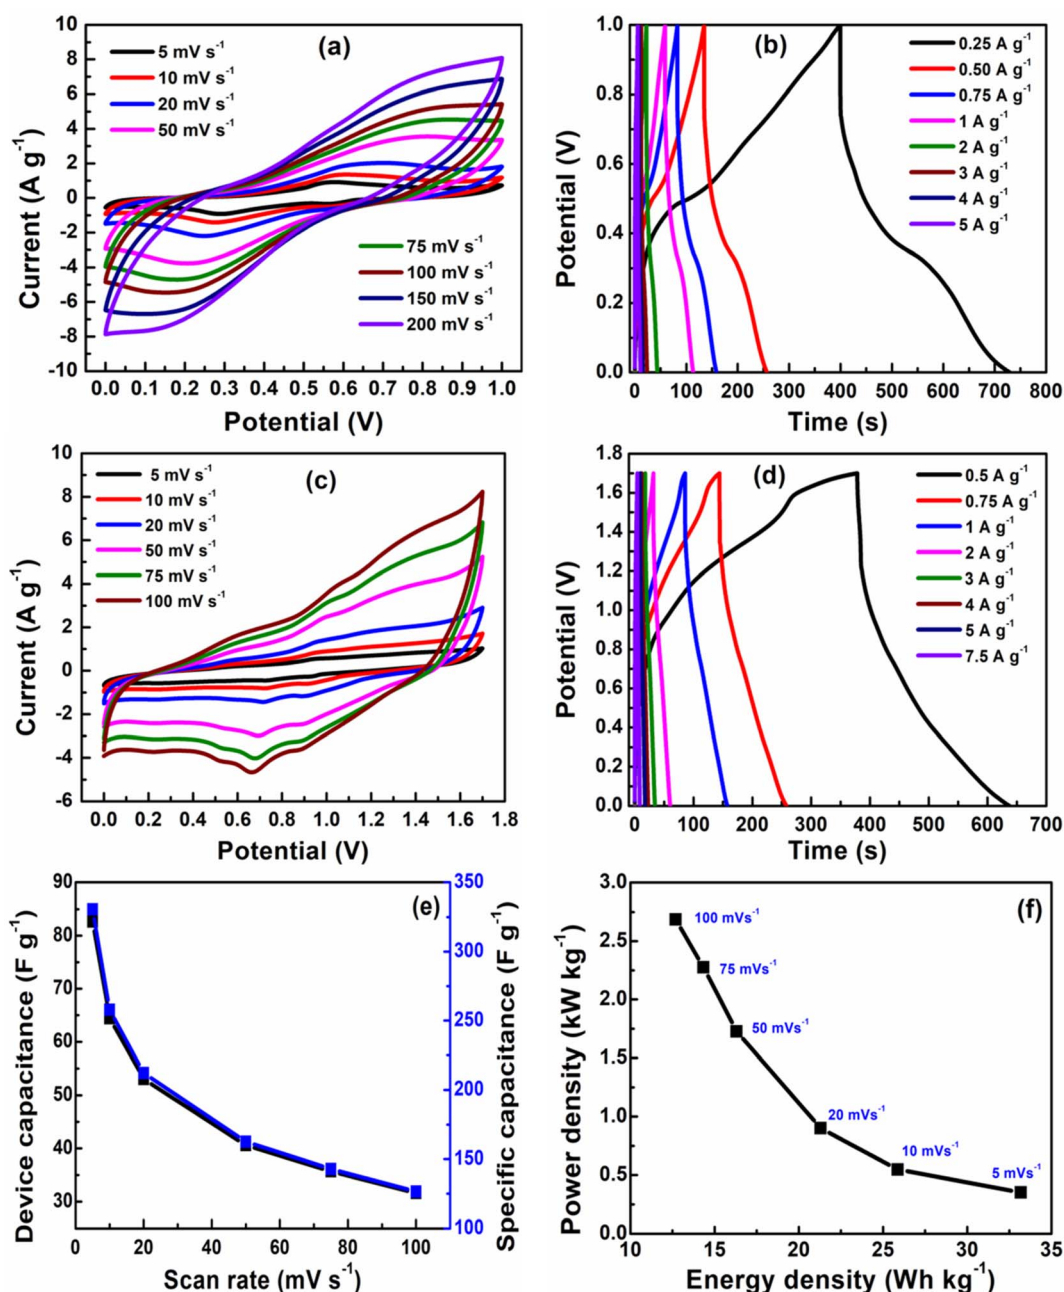 (a)
5 mV s⁻¹
10 mV s⁻¹
20 mV s⁻¹
50 mV s⁻¹
75 mV s⁻¹
100 mV s⁻¹
150 mV s⁻¹
200 mV s⁻¹
10
8
6
4
2
0
-2
-4
-6
-8
-10
Current (A g⁻¹)
0.0 0.1 0.2 0.3 0.4 0.5 0.6 0.7 0.8 0.9 1.0
Potential (V)
(b)
0.25 A g⁻¹
0.50 A g⁻¹
0.75 A g⁻¹
1 A g⁻¹
2 A g⁻¹
3 A g⁻¹
4 A g⁻¹
5 A g⁻¹
1.0
0.8
0.6
0.4
0.2
0.0
Potential (V)
0 100 200 300 400 500 600 700 800
Time (s)
(c)
5 mV s⁻¹
10 mV s⁻¹
20 mV s⁻¹
50 mV s⁻¹
75 mV s⁻¹
100 mV s⁻¹
10
8
6
4
2
0
-2
-4
-6
Current (A g⁻¹)
0.0 0.2 0.4 0.6 0.8 1.0 1.2 1.4 1.6 1.8
Potential (V)
(d)
0.5 A g⁻¹
0.75 A g⁻¹
1 A g⁻¹
2 A g⁻¹
3 A g⁻¹
4 A g⁻¹
5 A g⁻¹
7.5 A g⁻¹
1.8
1.6
1.4
1.2
1.0
0.8
0.6
0.4
0.2
0.0
Potential (V)
0 100 200 300 400 500 600 700
Time (s)
(e)
90
80
70
60
50
40
30
Device capacitance (F g⁻¹)
350
300
250
200
150
100
Specific capacitance (F g⁻¹)
0 20 40 60 80 100
Scan rate (mV s⁻¹)
(f)
3.0
2.5
2.0
1.5
1.0
0.5
0.0
Power density (kW kg⁻¹)
100 mVs⁻¹
75 mVs⁻¹
50 mVs⁻¹
20 mVs⁻¹
10 mVs⁻¹
5 mVs⁻¹
10 15 20 25 30 35
Energy density (Wh kg⁻¹)